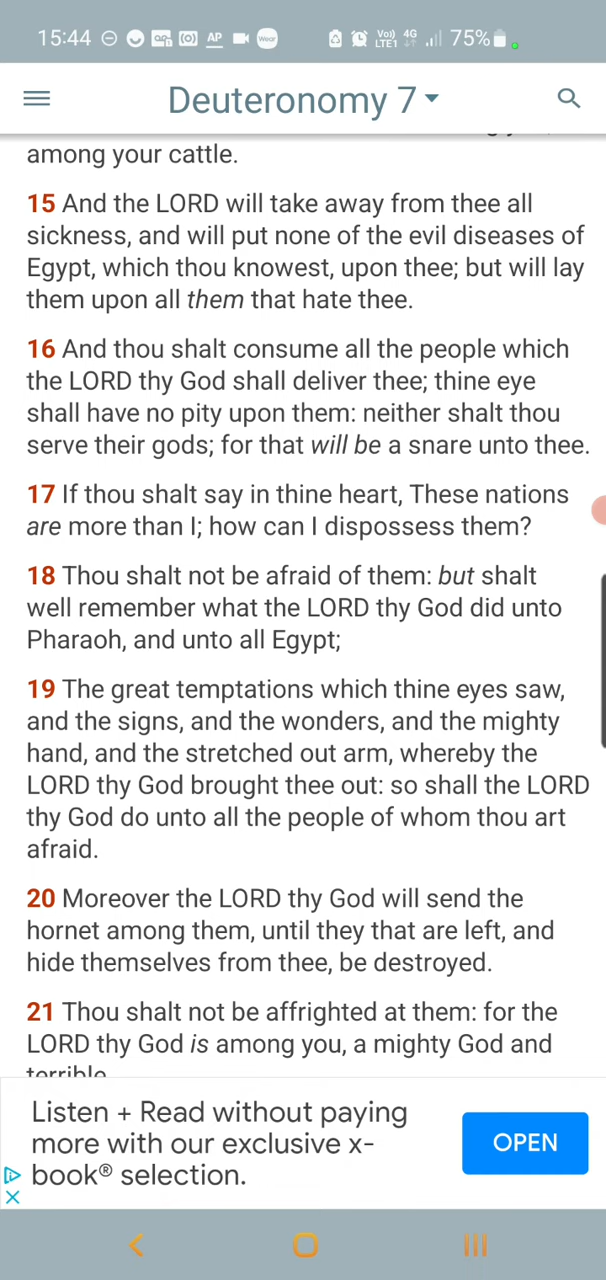 15:44 AP Wear Vo)) LTE1 4G 75%
Deuteronomy 7
among your cattle.
15 And the LORD will take away from thee all
sickness, and will put none of the evil diseases of
Egypt, which thou knowest, upon thee; but will lay
them upon all them that hate thee.
16 And thou shalt consume all the people which
the LORD thy God shall deliver thee; thine eye
shall have no pity upon them: neither shalt thou
serve their gods; for that will be a snare unto thee.
17 If thou shalt say in thine heart, These nations
are more than I; how can I dispossess them?
18 Thou shalt not be afraid of them: but shalt
well remember what the LORD thy God did unto
Pharaoh, and unto all Egypt;
19 The great temptations which thine eyes saw,
and the signs, and the wonders, and the mighty
hand, and the stretched out arm, whereby the
LORD thy God brought thee out: so shall the LORD
thy God do unto all the people of whom thou art
afraid.
20 Moreover the LORD thy God will send the
hornet among them, until they that are left, and
hide themselves from thee, be destroyed.
21 Thou shalt not be affrighted at them: for the
LORD thy God is among you, a mighty God and
terrible
Listen + Read without paying
more with our exclusive x-
book® selection.
OPEN